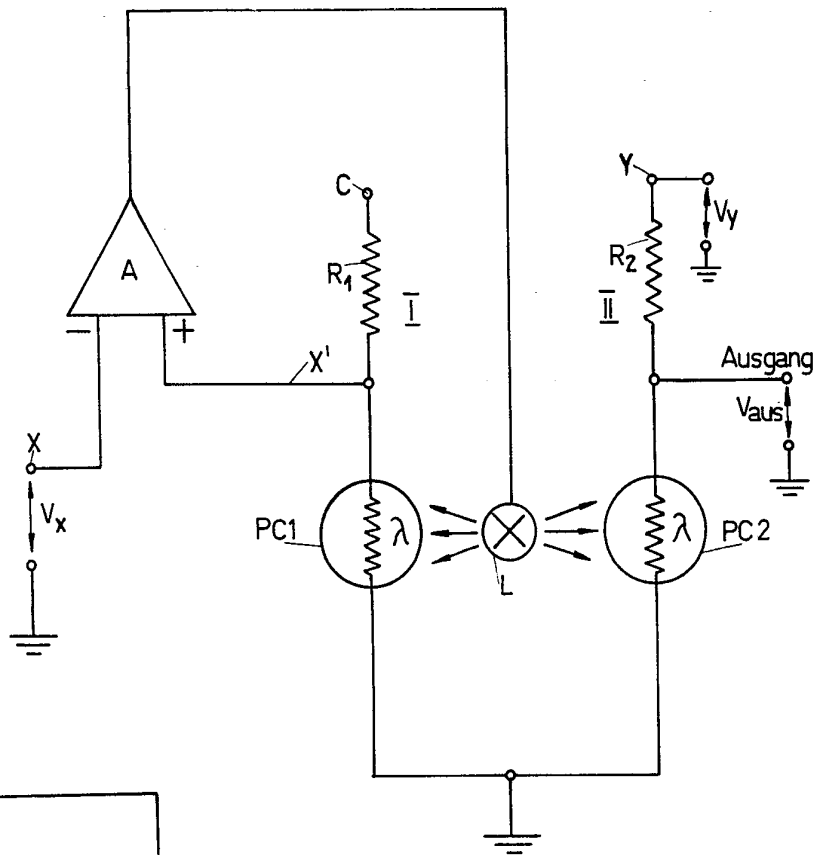 C
Y
Vy
A
R1
I
R2
II
−
+
X'
Ausgang
Vaus
X
Vx
PC1
λ
L
λ
PC2